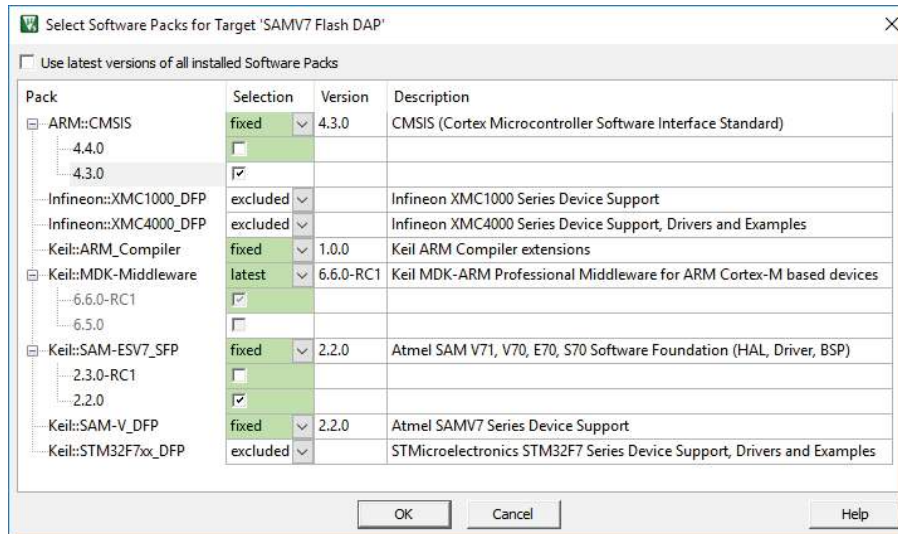 Select Software Packs for Target 'SAMV7 Flash DAP'
Use latest versions of all installed Software Packs
Pack Selection Version Description
ARM::CMSIS fixed 4.3.0 CMSIS (Cortex Microcontroller Software Interface Standard)
4.4.0
4.3.0
Infineon::XMC1000_DFP excluded Infineon XMC1000 Series Device Support
Infineon::XMC4000_DFP excluded Infineon XMC4000 Series Device Support, Drivers and Examples
Keil::ARM_Compiler fixed 1.0.0 Keil ARM Compiler extensions
Keil::MDK-Middleware latest 6.6.0-RC1 Keil MDK-ARM Professional Middleware for ARM Cortex-M based devices
6.6.0-RC1
6.5.0
Keil::SAM-ESV7_SFP fixed 2.2.0 Atmel SAM V71, V70, E70, S70 Software Foundation (HAL, Driver, BSP)
2.3.0-RC1
2.2.0
Keil::SAM-V_DFP fixed 2.2.0 Atmel SAMV7 Series Device Support
Keil::STM32F7xx_DFP excluded STMicroelectronics STM32F7 Series Device Support, Drivers and Examples
OK Cancel Help